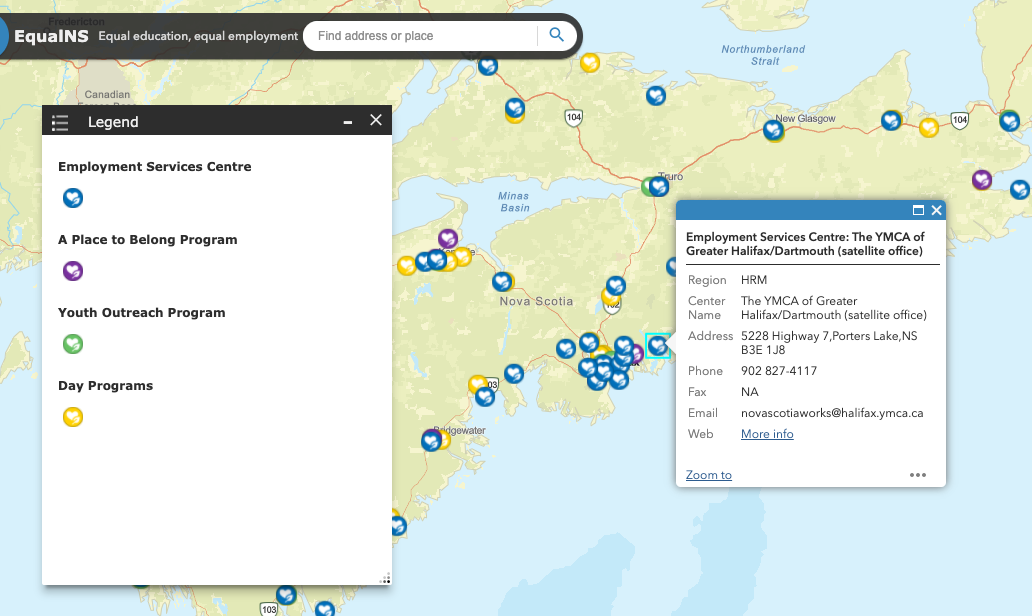 Fredericton
EqualNS Equal education, equal employment Find address or place
Northumberland
Strait
Canadian
104
104
New Glasgow
Legend
Employment Services Centre
A Place to Belong Program
Youth Outreach Program
Day Programs
Truro
Minas
Basin
Nova Scotia
102
103
Bridgewater
103
Employment Services Centre: The YMCA of
Greater Halifax/Dartmouth (satellite office)
Region HRM
Center The YMCA of Greater
Name Halifax/Dartmouth (satellite office)
Address 5228 Highway 7,Porters Lake,NS
B3E 1J8
Phone 902 827-4117
Fax NA
Email novascotiaworks@halifax.ymca.ca
Web More info
Zoom to